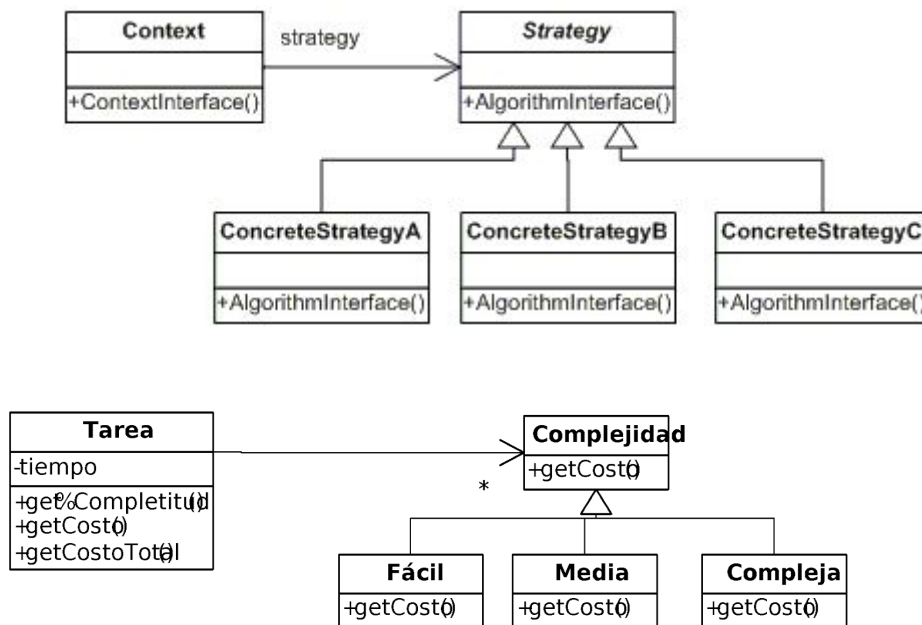 Context
strategy
Strategy
+ContextInterface()
+AlgorithmInterface()
ConcreteStrategyA
ConcreteStrategyB
ConcreteStrategyC
+AlgorithmInterface()
+AlgorithmInterface()
+AlgorithmInterface()
Tarea
-tiempo
+get%Completitud()
+getCosto()
+getCostoTotal()
Complejidad
+getCosto()
*
Fácil
+getCosto()
Media
+getCosto()
Compleja
+getCosto()